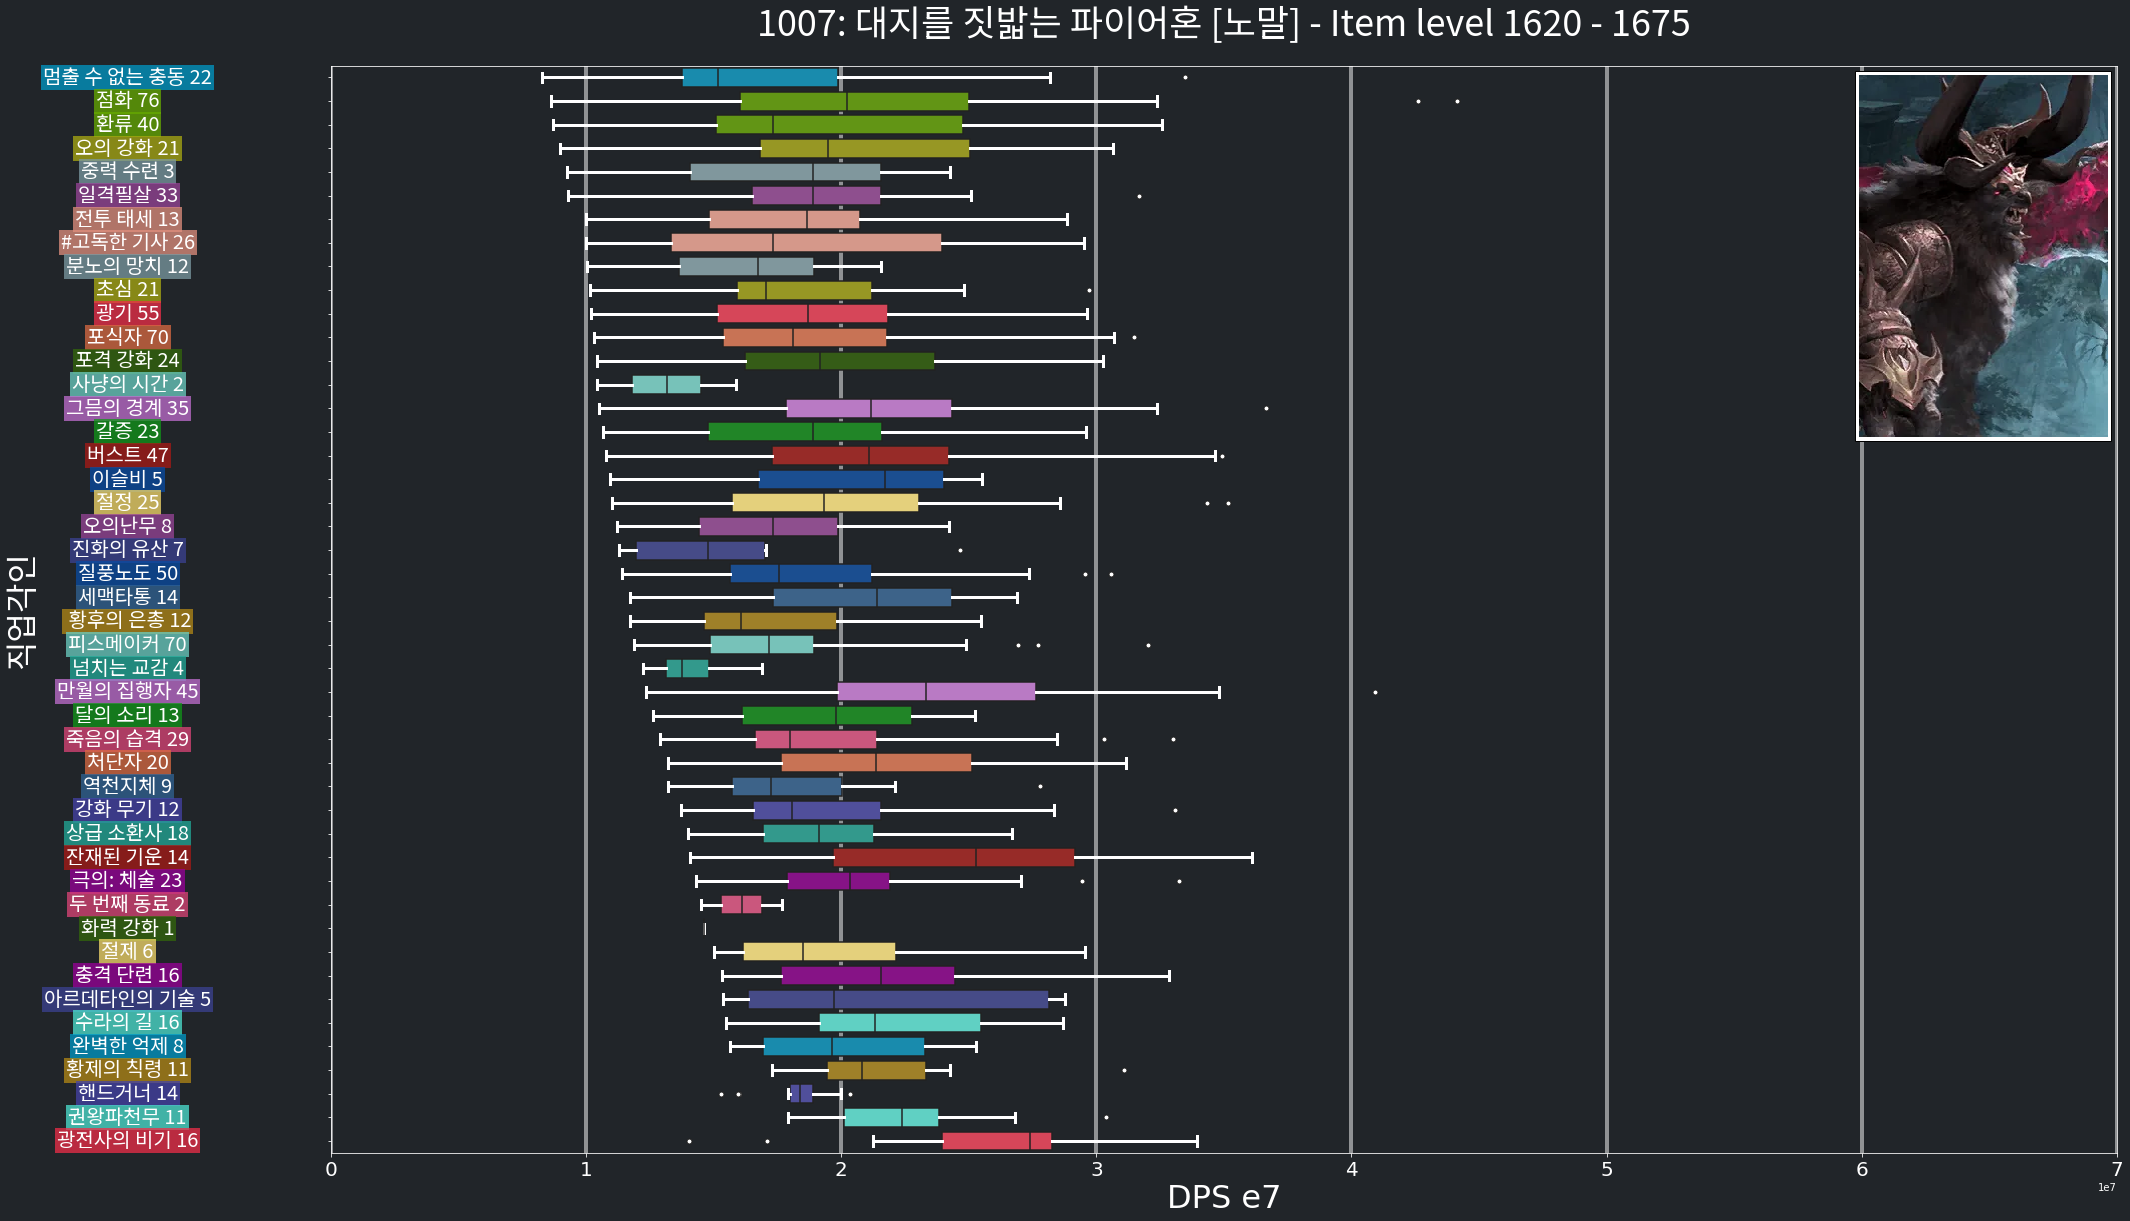 1007: 대지를 짓밟는 파이어혼 [노말] - Item level 1620 - 1675
멈출 수 없는 충동 22
점화 76
환류 40
오의 강화 21
중력 수련 3
일격필살 33
전투 태세 13
#고독한 기사 26
분노의 망치 12
초심 21
광기 55
포식자 70
포격 강화 24
사냥의 시간 2
그믐의 경계 35
갈증 23
버스트 47
이슬비 5
절정 25
오의난무 8
진화의 유산 7
질풍노도 50
세맥타통 14
황후의 은총 12
피스메이커 70
넘치는 교감 4
만월의 집행자 45
달의 소리 13
죽음의 습격 29
처단자 20
역천지체 9
강화 무기 12
상급 소환사 18
잔재된 기운 14
극의: 체술 23
두 번째 동료 2
화력 강화 1
절제 6
충격 단련 16
아르데타인의 기술 5
수라의 길 16
완벽한 억제 8
황제의 칙령 11
핸드거너 14
권왕파천무 11
광전사의 비기 16
직업각인
0 1 2 3 4 5 6 7
1e7
DPS e7